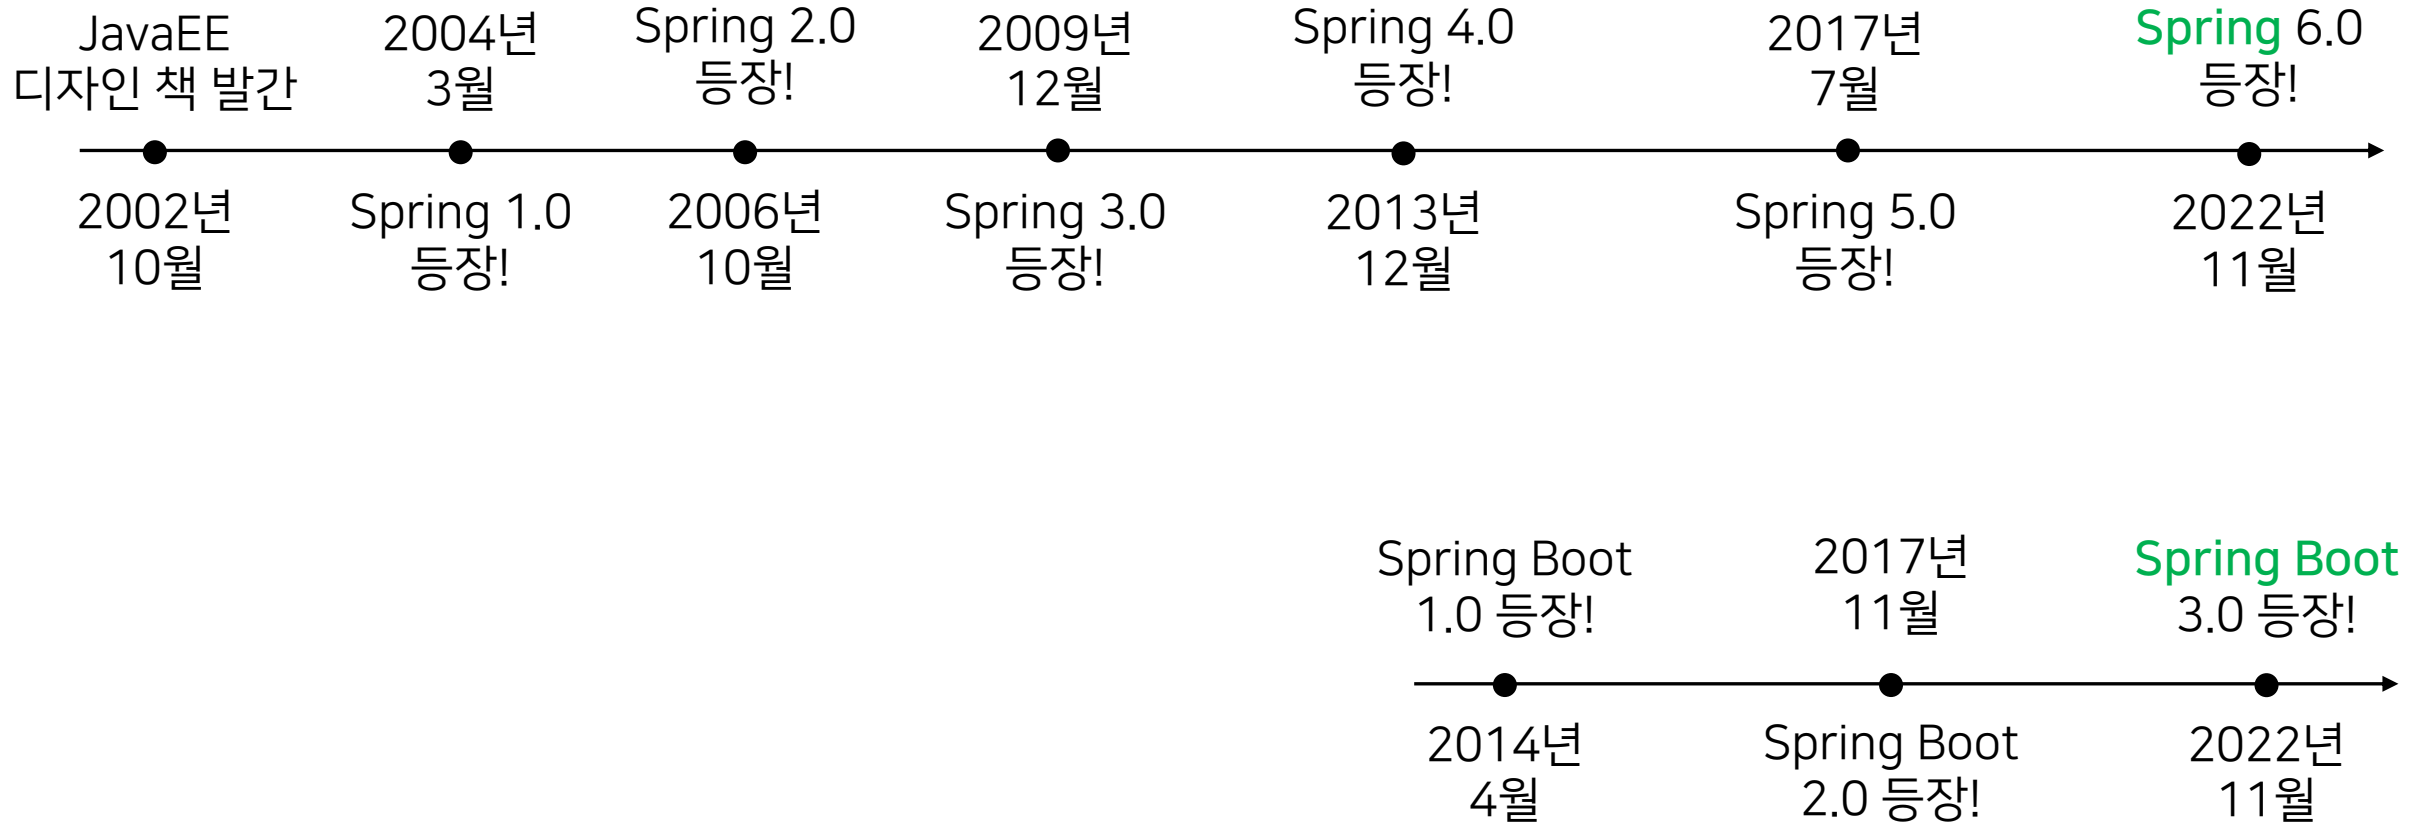 JavaEE
디자인 책 발간
2002년
10월
2004년
3월
Spring 1.0
등장!
Spring 2.0
등장!
2006년
10월
2009년
12월
Spring 3.0
등장!
Spring 4.0
등장!
2013년
12월
2017년
7월
Spring 5.0
등장!
Spring 6.0
등장!
2022년
11월
Spring Boot
1.0 등장!
2014년
4월
2017년
11월
Spring Boot
2.0 등장!
Spring Boot
3.0 등장!
2022년
11월